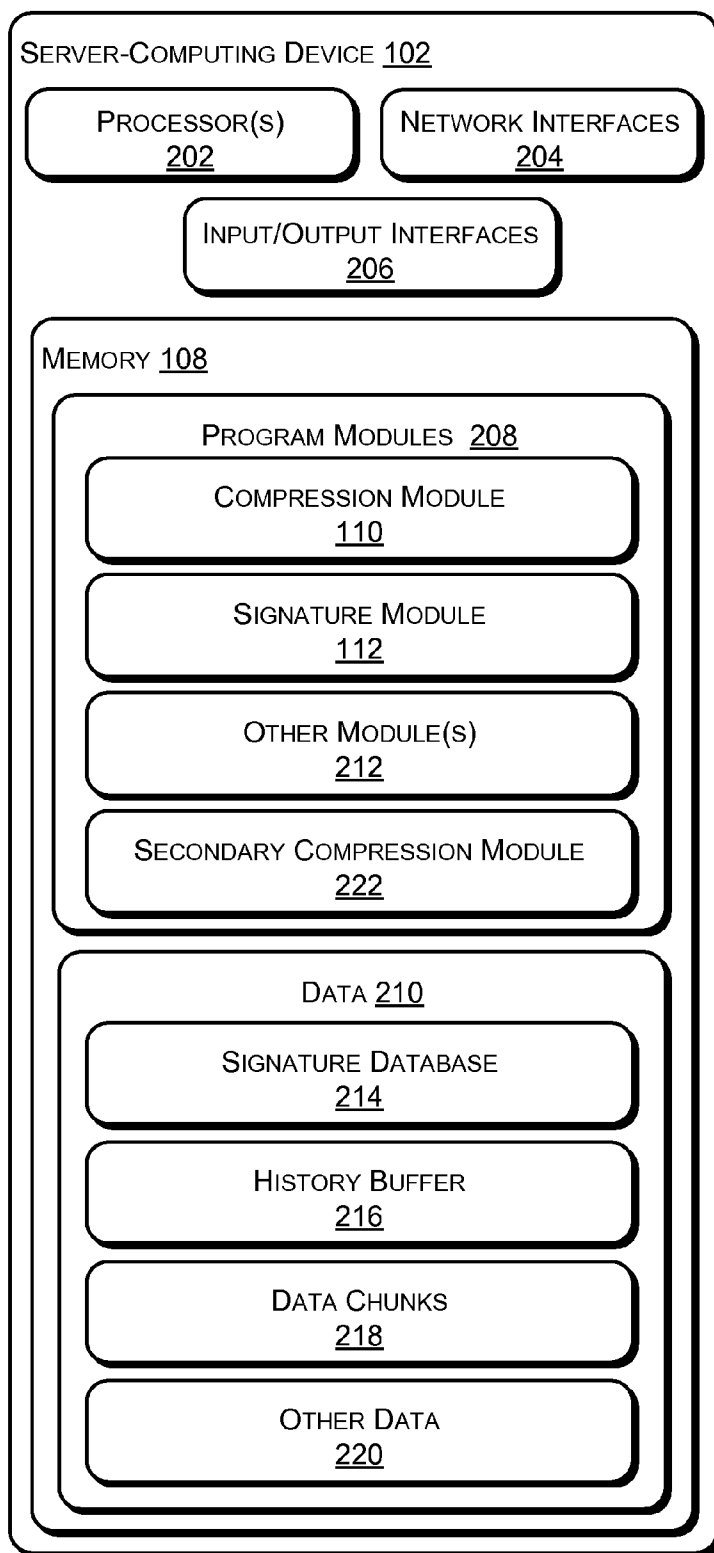 SERVER-COMPUTING DEVICE 102
PROCESSOR(S)
202
NETWORK INTERFACES
204
INPUT/OUTPUT INTERFACES
206
MEMORY 108
PROGRAM MODULES 208
COMPRESSION MODULE
110
SIGNATURE MODULE
112
OTHER MODULE(S)
212
SECONDARY COMPRESSION MODULE
222
DATA 210
SIGNATURE DATABASE
214
HISTORY BUFFER
216
DATA CHUNKS
218
OTHER DATA
220